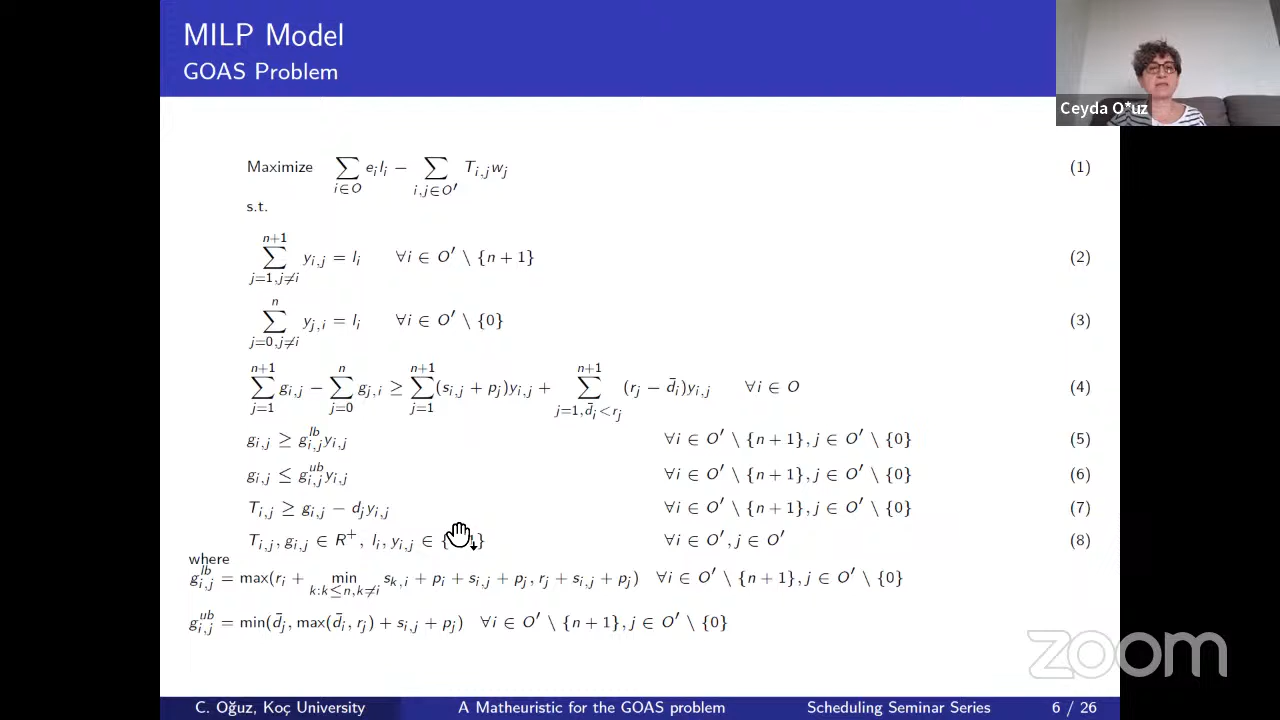 MILP Model
GOAS Problem
Ceyda O*uz
Maximize ∑_{i∈O} e_i I_i − ∑_{i,j∈O′} T_{i,j} w_j (1)
s.t.
∑_{j=1,j≠i}^{n+1} y_{i,j} = I_i ∀i ∈ O′ \ {n + 1} (2)
∑_{j=0,j≠i}^{n} y_{j,i} = I_i ∀i ∈ O′ \ {0} (3)
∑_{j=1}^{n+1} g_{i,j} − ∑_{j=0}^{n} g_{j,i} ≥ ∑_{j=1}^{n+1} (s_{i,j} + p_j)y_{i,j} + ∑_{j=1,d̄_i<r_j}^{n+1} (r_j − d̄_i)y_{i,j} ∀i ∈ O (4)
g_{i,j} ≥ g_{i,j}^{lb} y_{i,j} ∀i ∈ O′ \ {n + 1}, j ∈ O′ \ {0} (5)
g_{i,j} ≤ g_{i,j}^{ub} y_{i,j} ∀i ∈ O′ \ {n + 1}, j ∈ O′ \ {0} (6)
T_{i,j} ≥ g_{i,j} − d_j y_{i,j} ∀i ∈ O′ \ {n + 1}, j ∈ O′ \ {0} (7)
T_{i,j}, g_{i,j} ∈ R⁺, I_i, y_{i,j} ∈ { } ∀i ∈ O′, j ∈ O′ (8)
where
g_{i,j}^{lb} = max(r_i + min_{k:k≤n,k≠i} s_{k,i} + p_i + s_{i,j} + p_j, r_j + s_{i,j} + p_j) ∀i ∈ O′ \ {n + 1}, j ∈ O′ \ {0}
g_{i,j}^{ub} = min(d̄_j, max(d̄_i, r_j) + s_{i,j} + p_j) ∀i ∈ O′ \ {n + 1}, j ∈ O′ \ {0}
zoom
C. Oğuz, Koç University A Matheuristic for the GOAS problem Scheduling Seminar Series 6 / 26